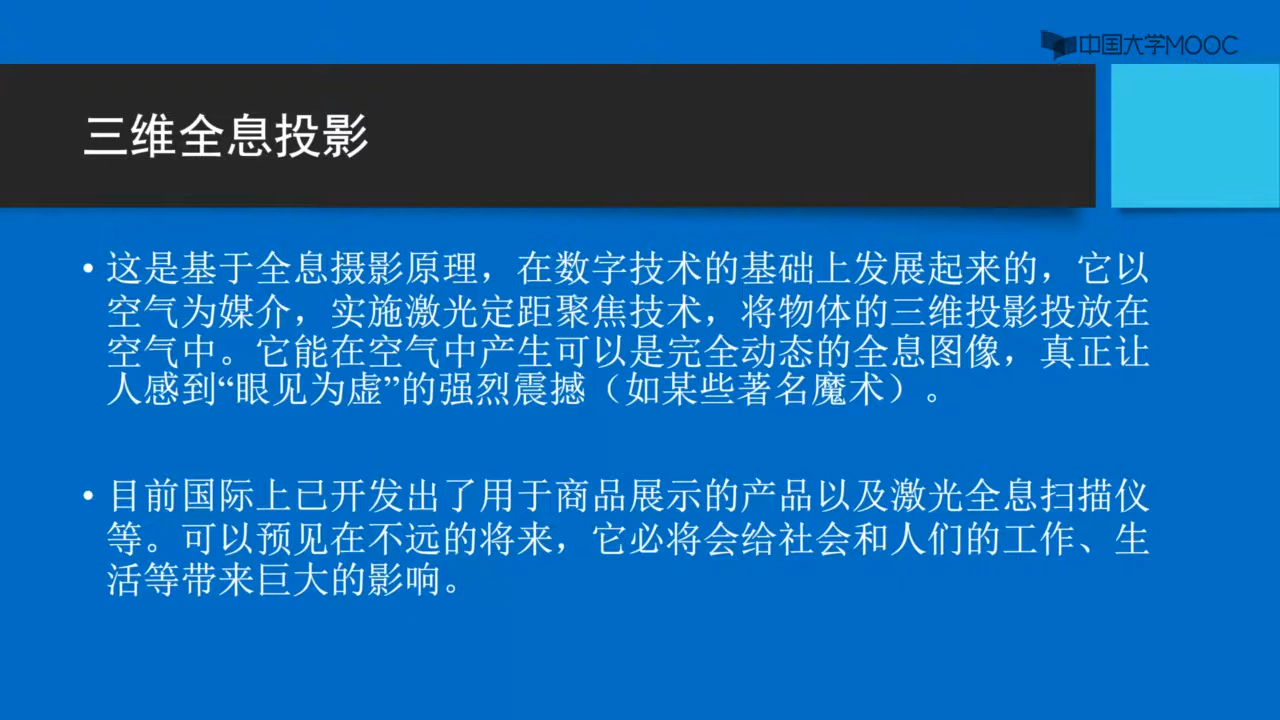 中国大学MOOC
三维全息投影
• 这是基于全息摄影原理，在数字技术的基础上发展起来的，它以
空气为媒介，实施激光定距聚焦技术，将物体的三维投影投放在
空气中。它能在空气中产生可以是完全动态的全息图像，真正让
人感到“眼见为虚”的强烈震撼（如某些著名魔术）。
• 目前国际上已开发出了用于商品展示的产品以及激光全息扫描仪
等。可以预见在不远的将来，它必将会给社会和人们的工作、生
活等带来巨大的影响。